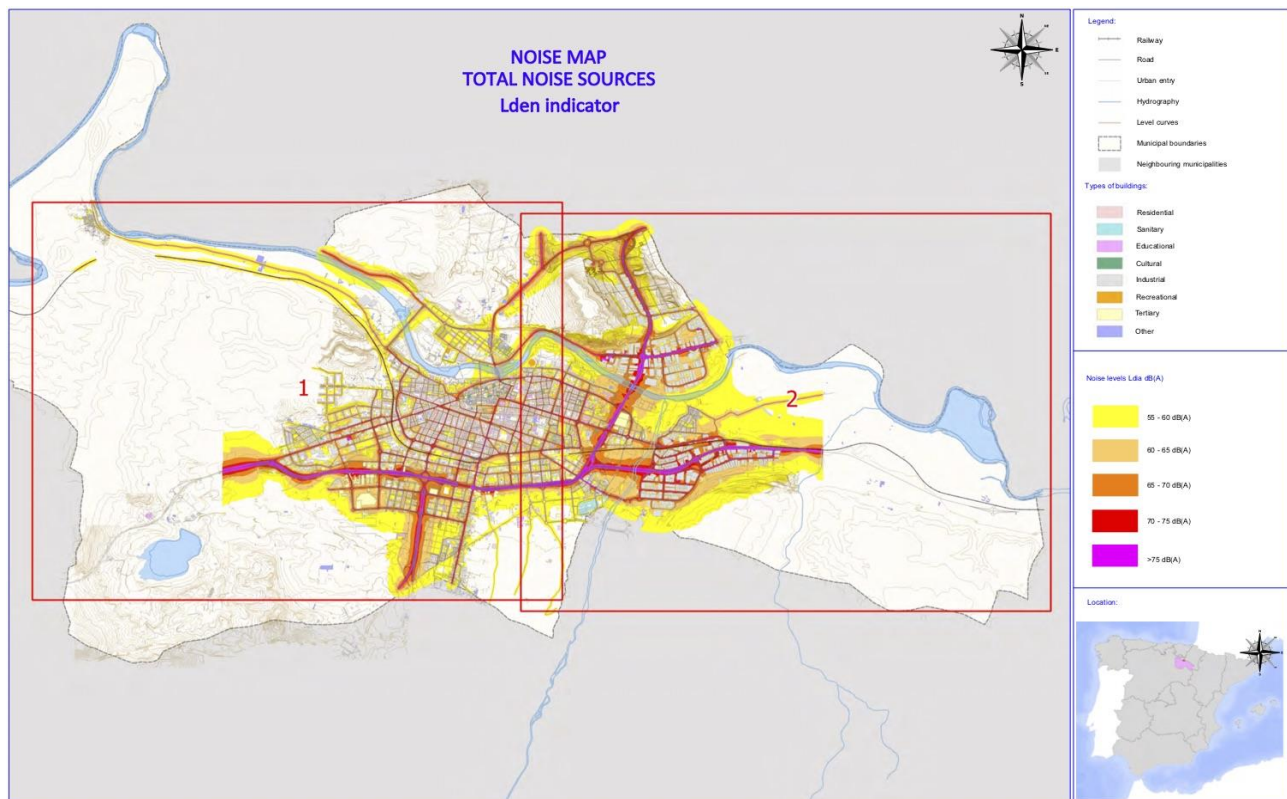 NOISE MAP
TOTAL NOISE SOURCES
Lden indicator
N
E
S
1
2
Legend:
Railway
Road
Urban entry
Hydrography
Level curves
Municipal boundaries
Neighbouring municipalities
Types of buildings:
Residential
Sanitary
Educational
Cultural
Industrial
Recreational
Tertiary
Other
Noise levels Ldia dB(A)
55 - 60 dB(A)
60 - 65 dB(A)
65 - 70 dB(A)
70 - 75 dB(A)
>75 dB(A)
Location: